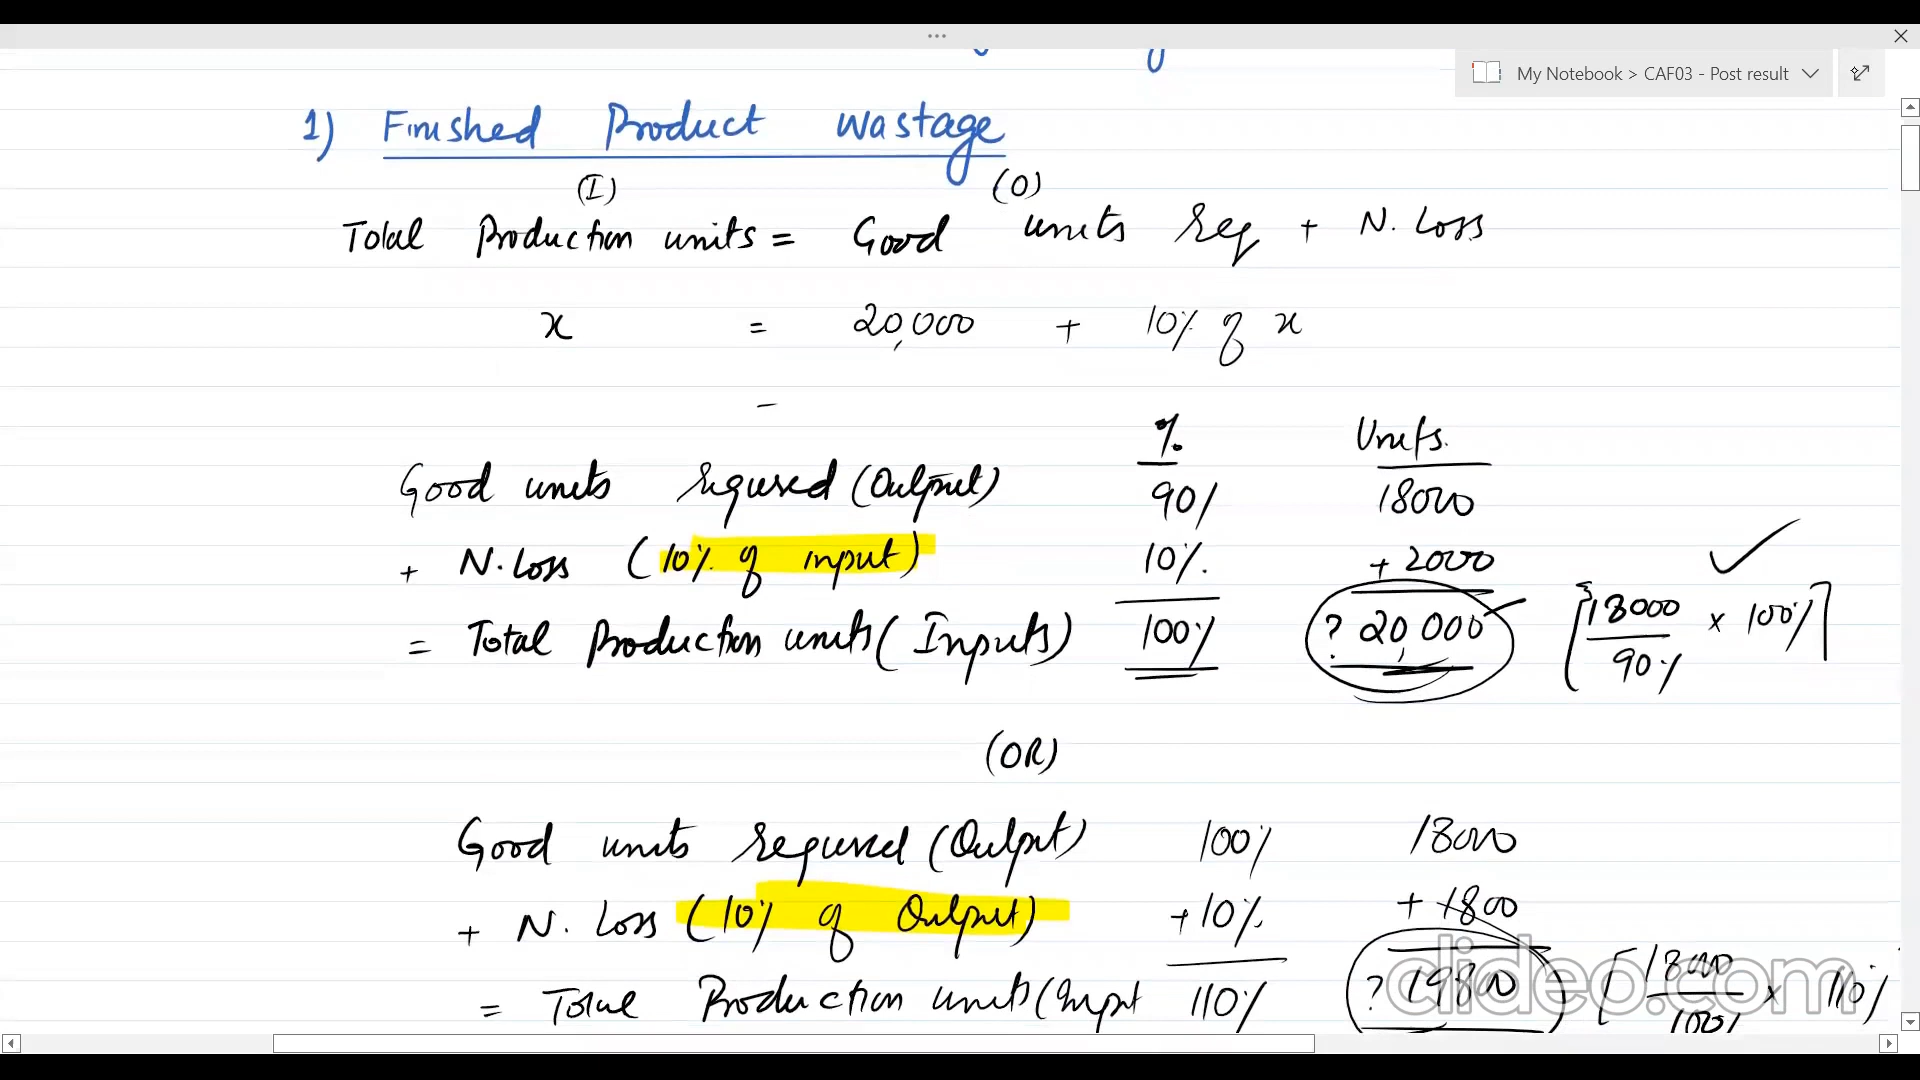 My Notebook > CAF03 - Post result
1) Finished Product Wastage
(I) (O)
Total Production units = Good units req + N. Loss
x = 20,000 + 10% of x
=
% Units.
Good units required (Output) 90% 18000
+ N. Loss (10% of input) 10% + 2000
= Total Production units (Inputs) 100% ? 20,000 [18000/90% x 100%]
(OR)
Good units required (Output) 100% 18000
+ N. Loss (10% of Output) +10% + 1800
= Total Production units (Input 110% ? 19800 [18000/100% x 110%
clideo.com